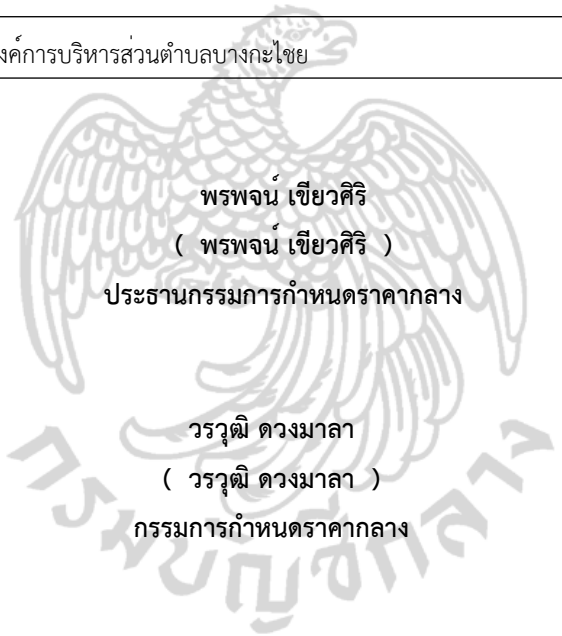 งค์การบริหารส่วนตำบลบางกะไชย
พรพจน์ เขียวศิริ
( พรพจน์ เขียวศิริ )
ประธานกรรมการกำหนดราคากลาง
วรวุฒิ ดวงมาลา
( วรวุฒิ ดวงมาลา )
กรรมการกำหนดราคากลาง
กรมบัญชีกลาง